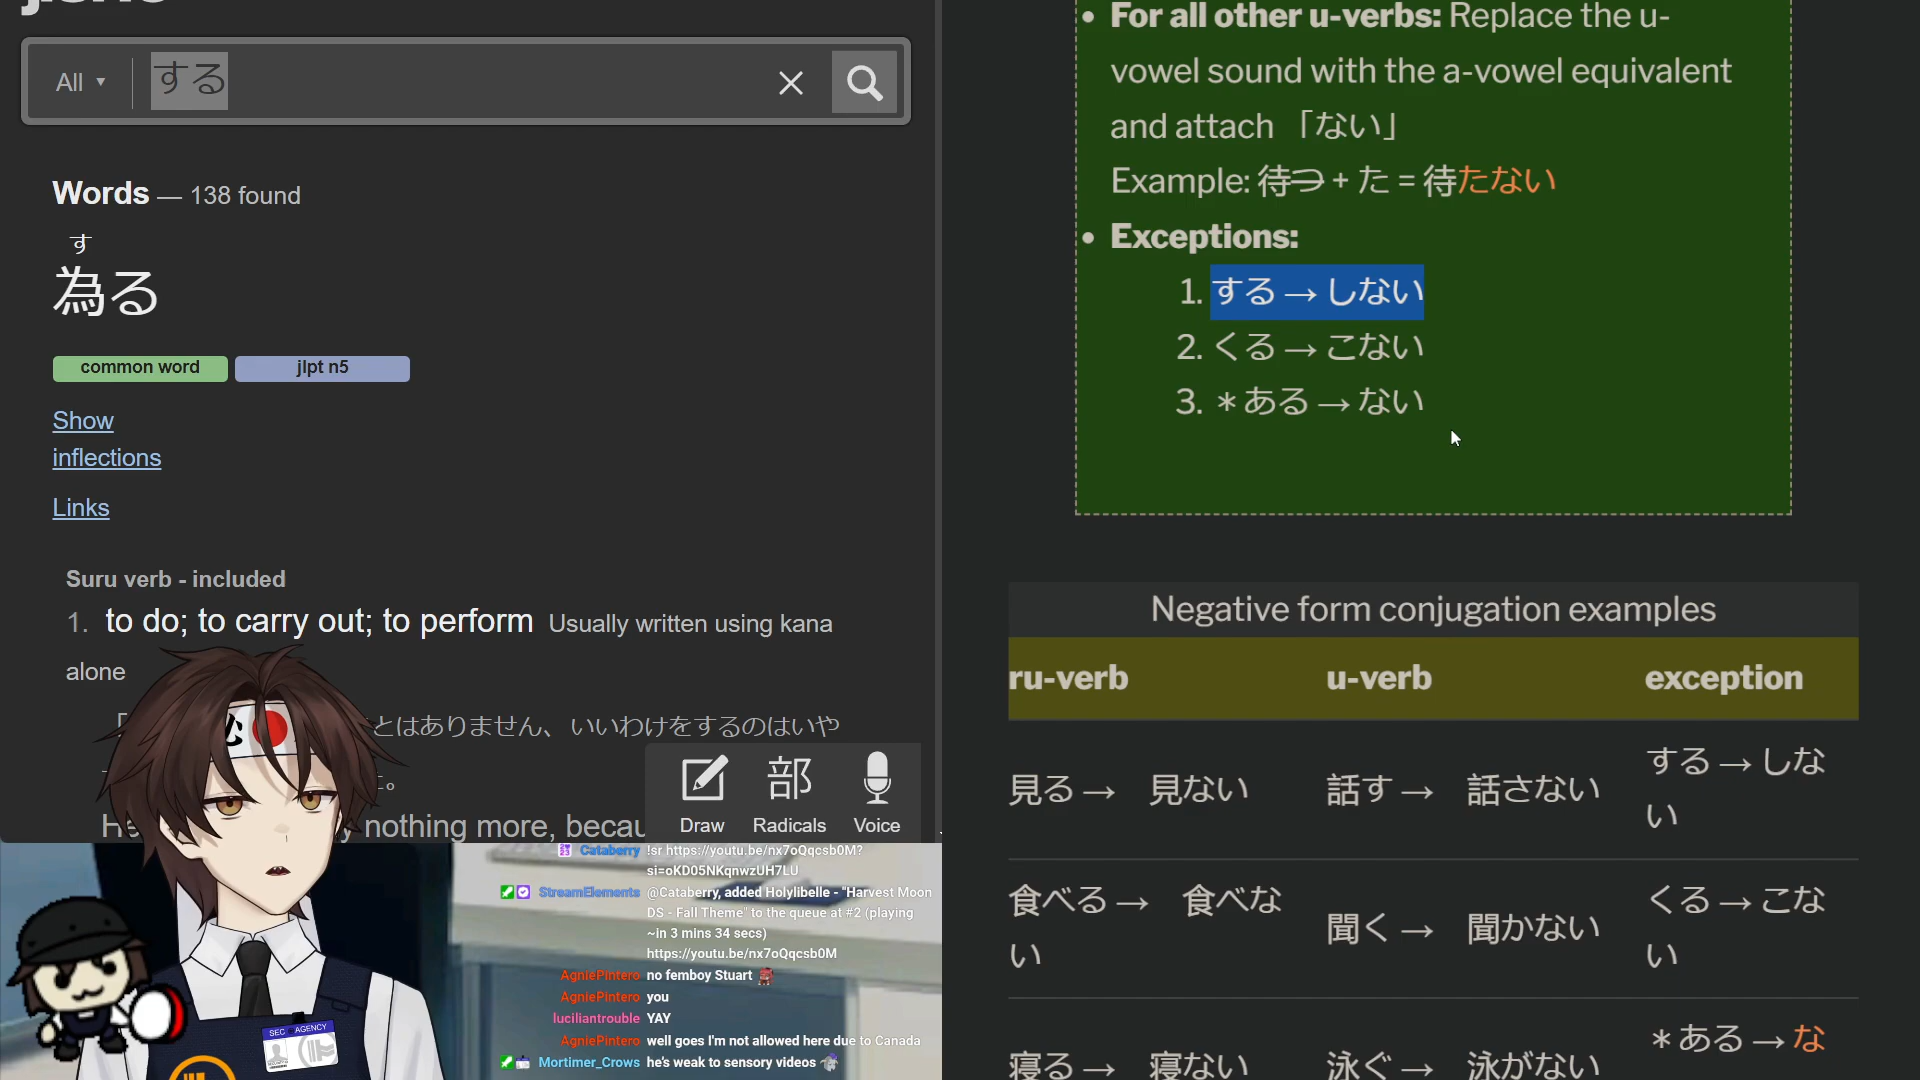 All ▼ する
Words — 138 found
す
為る
common word jlpt n5
Show
inflections
Links
Suru verb - included
1. to do; to carry out; to perform Usually written using kana
alone
とはありません、いいわけをするのはいや
nothing more, becau
Draw Radicals Voice
Cataberry !sr https://youtu.be/nx7oQqcsb0M?
si=oKD05NKqnwzUH7LU
StreamElements @Cataberry, added Holylibelle - "Harvest Moon
DS - Fall Theme" to the queue at #2 (playing
~in 3 mins 34 secs)
https://youtu.be/nx7oQqcsb0M
AgniePintero no femboy Stuart
AgniePintero you
luciliantrouble YAY
AgniePintero well goes I'm not allowed here due to Canada
Mortimer_Crows he's weak to sensory videos
SEC AGENCY
• For all other u-verbs: Replace the u-
vowel sound with the a-vowel equivalent
and attach 「ない」
Example: 待つ + た = 待たない
• Exceptions:
1. する → しない
2. くる → こない
3. ＊ある → ない
Negative form conjugation examples
ru-verb u-verb exception
見る → 見ない 話す → 話さない する → しな
い
食べる → 食べな
い 聞く → 聞かない くる → こな
い
寝る → 寝ない 泳ぐ → 泳がない ＊ある → な